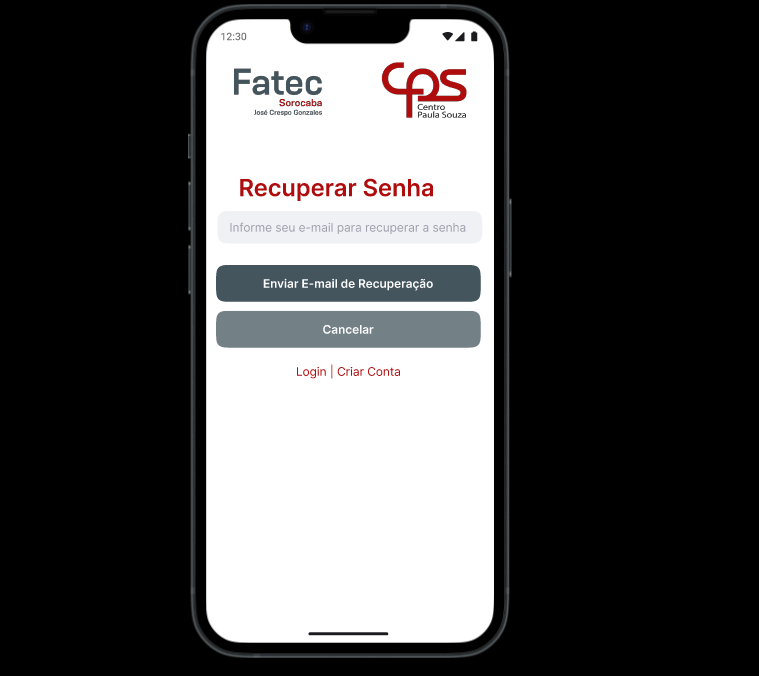 12:30
Fatec
Sorocaba
José Crespo Gonzales
CPS
Centro
Paula Souza
Recuperar Senha
Informe seu e-mail para recuperar a senha
Enviar E-mail de Recuperação
Cancelar
Login | Criar Conta